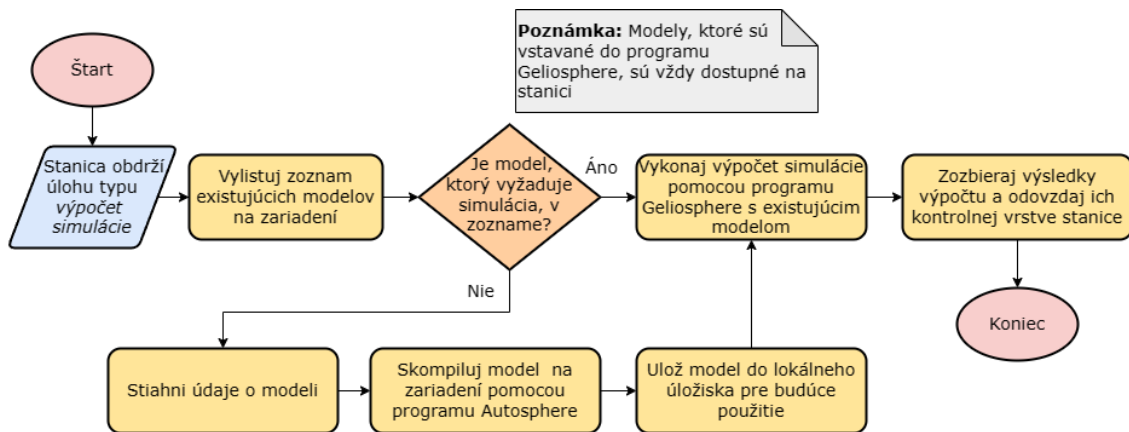 Poznámka: Modely, ktoré sú
vstavané do programu
Geliosphere, sú vždy dostupné na
stanici
Štart
Stanica obdrží
úlohu typu
výpočet
simulácie
Vylistuj zoznam
existujúcich modelov
na zariadení
Je model,
ktorý vyžaduje
simulácia, v
zozname?
Áno
Vykonaj výpočet simulácie
pomocou programu
Geliosphere s existujúcim
modelom
Zozbieraj výsledky
výpočtu a odovzdaj ich
kontrolnej vrstve stanice
Nie
Koniec
Stiahni údaje o modeli
Skompiluj model na
zariadení pomocou
programu Autosphere
Ulož model do lokálneho
úložiska pre budúce
použitie